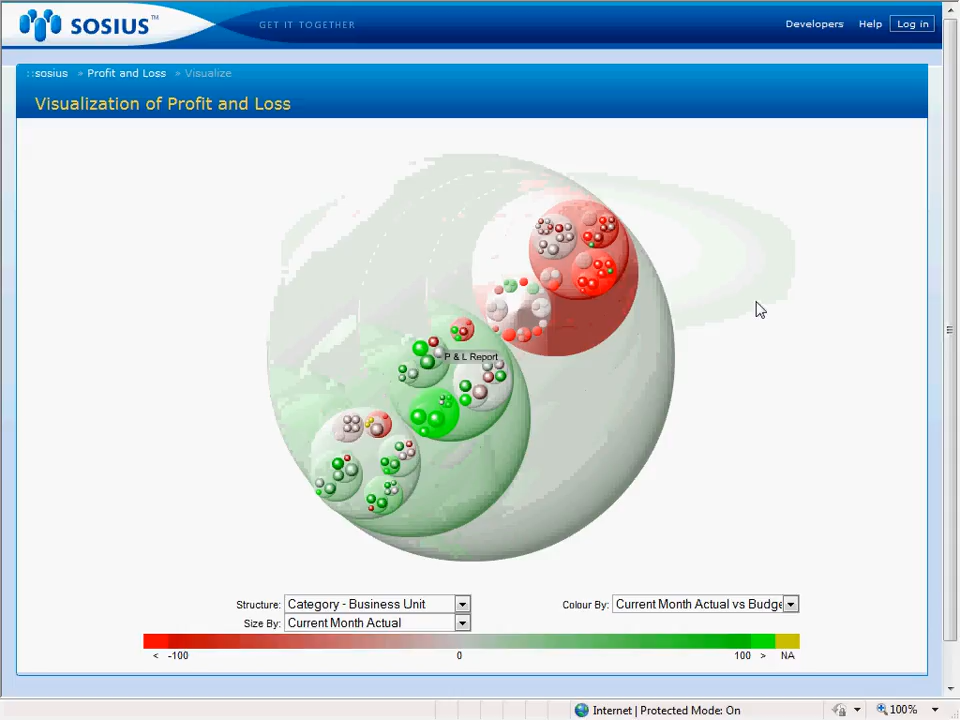 SOSIUS™
GET IT TOGETHER
Developers Help Log in
::sosius » Profit and Loss » Visualize
Visualization of Profit and Loss
P & L Report
Structure: Category - Business Unit
Colour By: Current Month Actual vs Budge
Size By: Current Month Actual
< -100 0 100 > NA
Internet | Protected Mode: On
100%